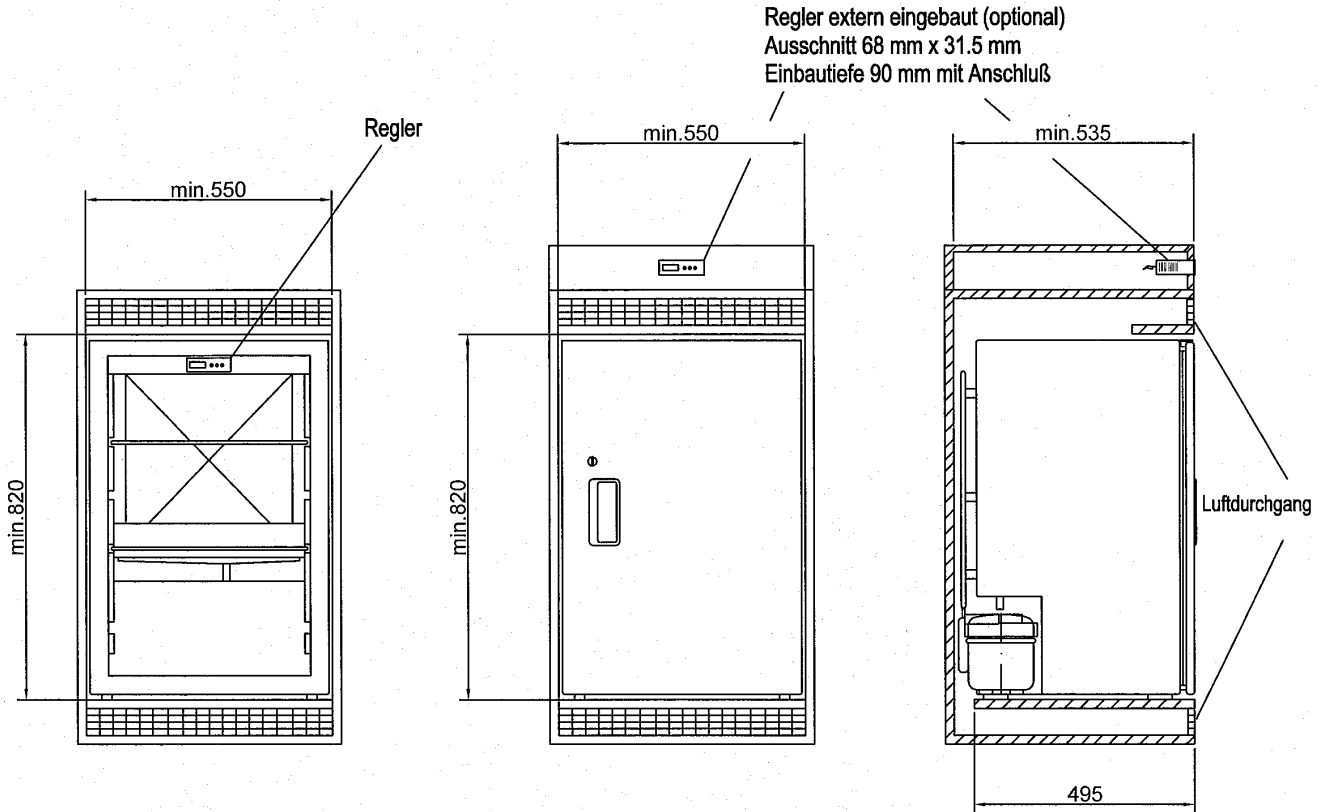 Regler extern eingebaut (optional)
Ausschnitt 68 mm x 31.5 mm
Einbautiefe 90 mm mit Anschluß
Regler
min.550
min.550
min.535
min.820
min.820
Luftdurchgang
495